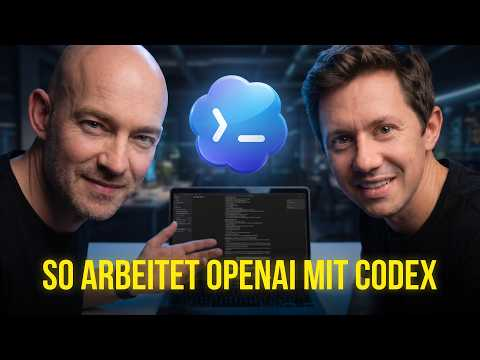 SO ARBEITET OPENAI MIT CODEX